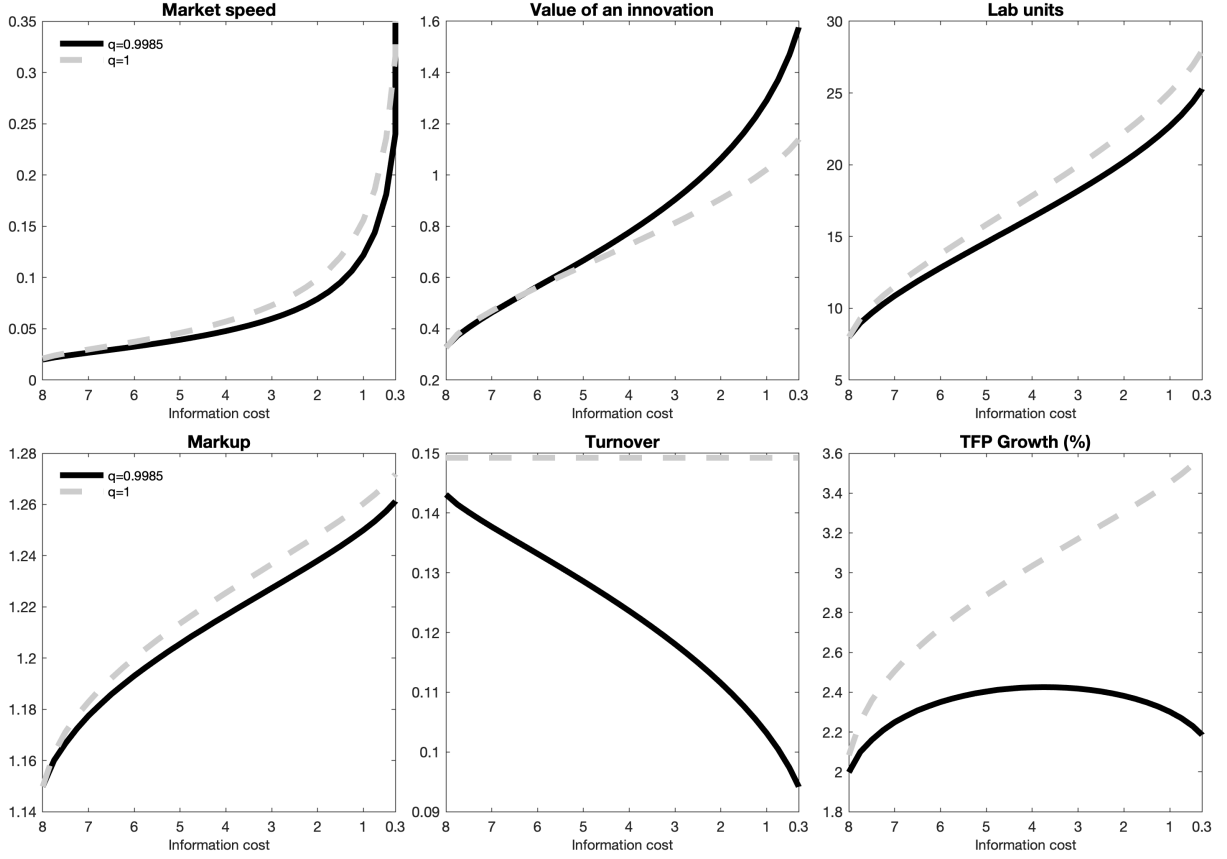 Market speed
0.35
0.3
0.25
0.2
0.15
0.1
0.05
0
q=0.9985
q=1
8 7 6 5 4 3 2 1 0.3
Information cost
Value of an innovation
1.6
1.4
1.2
1
0.8
0.6
0.4
0.2
8 7 6 5 4 3 2 1 0.3
Information cost
Lab units
30
25
20
15
10
5
8 7 6 5 4 3 2 1 0.3
Information cost
Markup
1.28
1.26
1.24
1.22
1.2
1.18
1.16
1.14
q=0.9985
q=1
8 7 6 5 4 3 2 1 0.3
Information cost
Turnover
0.15
0.14
0.13
0.12
0.11
0.1
0.09
8 7 6 5 4 3 2 1 0.3
Information cost
TFP Growth (%)
3.6
3.4
3.2
3
2.8
2.6
2.4
2.2
2
1.8
8 7 6 5 4 3 2 1 0.3
Information cost